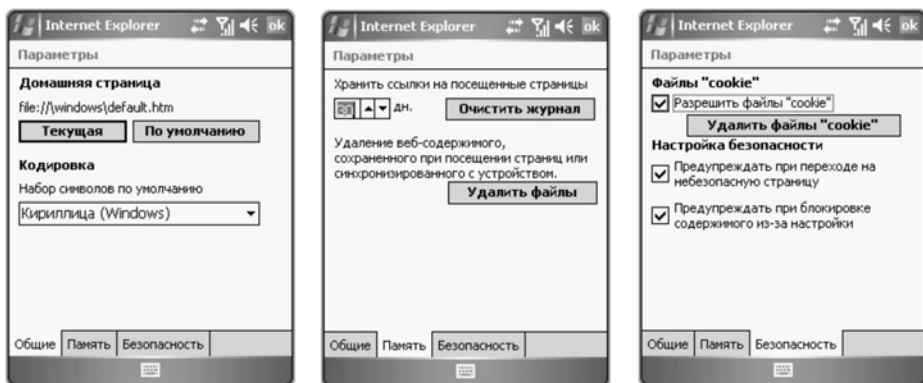 Internet Explorer
ok
Параметры
Домашняя страница
file://\windows\default.htm
Текущая
По умолчанию
Кодировка
Набор символов по умолчанию
Кириллица (Windows)
Общие
Память
Безопасность
Internet Explorer
ok
Параметры
Хранить ссылки на посещенные страницы
дн.
Очистить журнал
Удаление веб-содержимого,
сохраненного при посещении страниц или
синхронизированного с устройством.
Удалить файлы
Общие
Память
Безопасность
Internet Explorer
ok
Параметры
Файлы "cookie"
Разрешить файлы "cookie"
Удалить файлы "cookie"
Настройка безопасности
Предупреждать при переходе на
небезопасную страницу
Предупреждать при блокировке
содержимого из-за настройки
Общие
Память
Безопасность